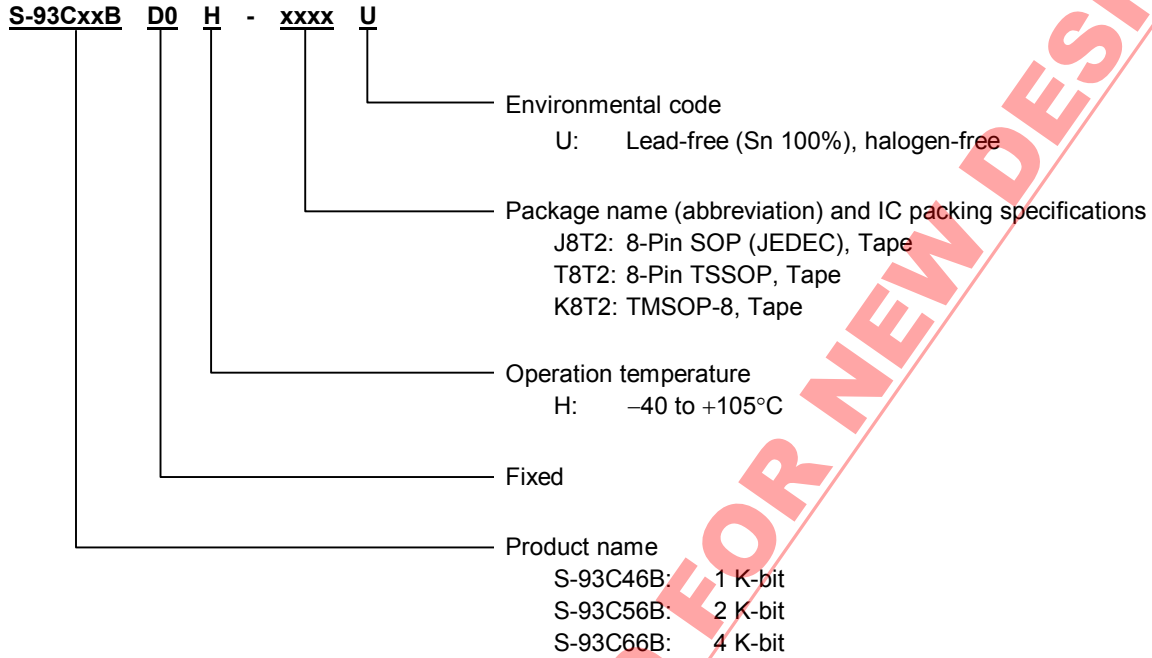 S-93CxxB D0 H - xxxx U
Environmental code
U: Lead-free (Sn 100%), halogen-free
Package name (abbreviation) and IC packing specifications
J8T2: 8-Pin SOP (JEDEC), Tape
T8T2: 8-Pin TSSOP, Tape
K8T2: TMSOP-8, Tape
Operation temperature
H: −40 to +105°C
Fixed
Product name
S-93C46B: 1 K-bit
S-93C56B: 2 K-bit
S-93C66B: 4 K-bit
FOR NEW DESI